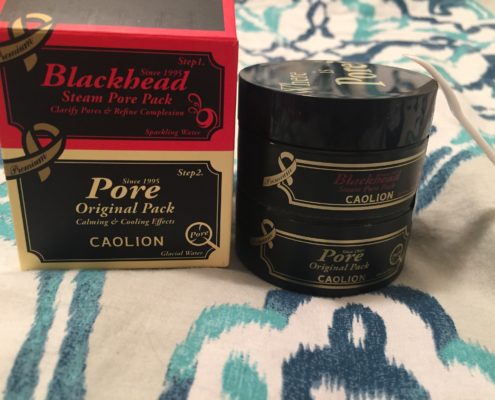 Premium
Step1.
Since 1995
Blackhead
Steam Pore Pack
Clarify Pores & Refine Complexion
Sparkling Water
Premium
Step2.
Since 1995
Pore
Original Pack
Calming & Cooling Effects
CAOLION
Pore
Glacial Water
Pore
Premium
Blackhead
Steam Pore Pack
CAOLION
Pore
Original Pack
CAOLION